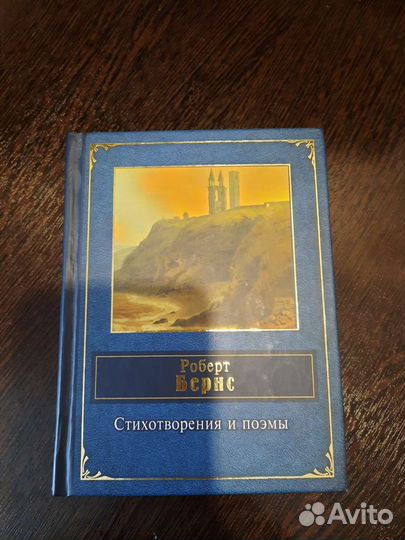 Роберт
Бернс
Стихотворения и поэмы
Avito